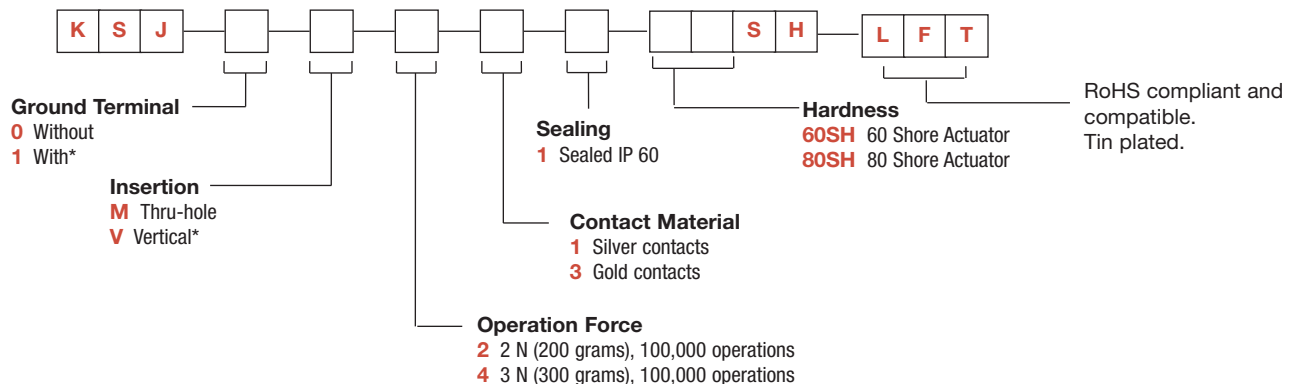 K S J S H L F T
Ground Terminal
0 Without
1 With*
Insertion
M Thru-hole
V Vertical*
Operation Force
2 2 N (200 grams), 100,000 operations
4 3 N (300 grams), 100,000 operations
Contact Material
1 Silver contacts
3 Gold contacts
Sealing
1 Sealed IP 60
Hardness
60SH 60 Shore Actuator
80SH 80 Shore Actuator
RoHS compliant and
compatible.
Tin plated.